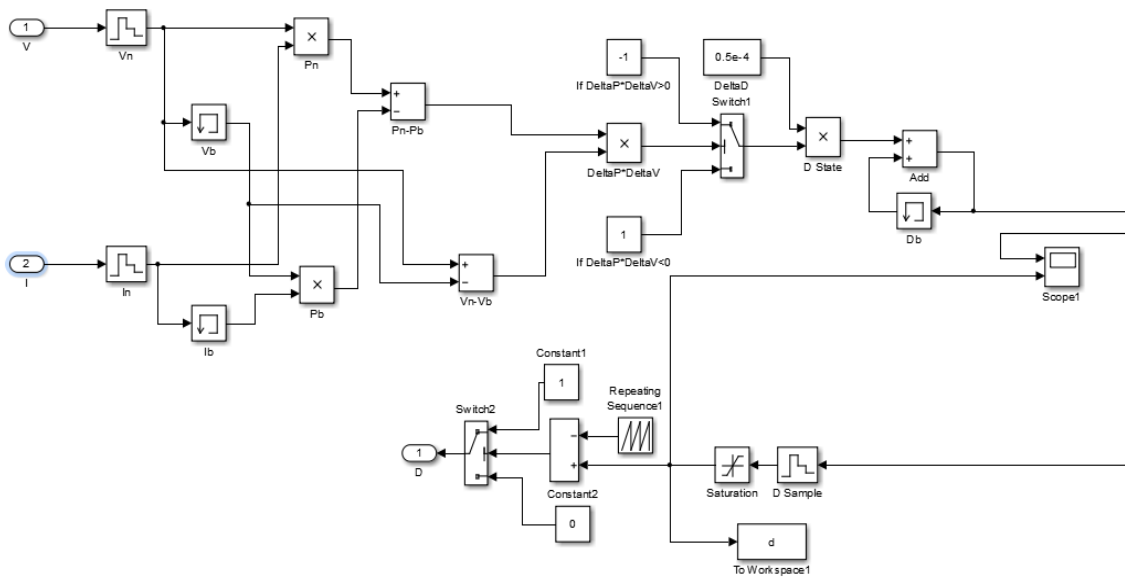 1
V
Vn
×
Pn
-1
If DeltaP*DeltaV>0
0.5e-4
DeltaD
Switch1
+
−
Pn-Pb
Vb
×
DeltaP*DeltaV
×
D State
+
+
Add
Db
2
I
In
1
If DeltaP*DeltaV<0
+
−
Vn-Vb
×
Pb
Ib
Scope1
Constant1
1
Repeating
Sequence1
Switch2
1
D
−
+
Constant2
0
Saturation
D Sample
d
To Workspace1